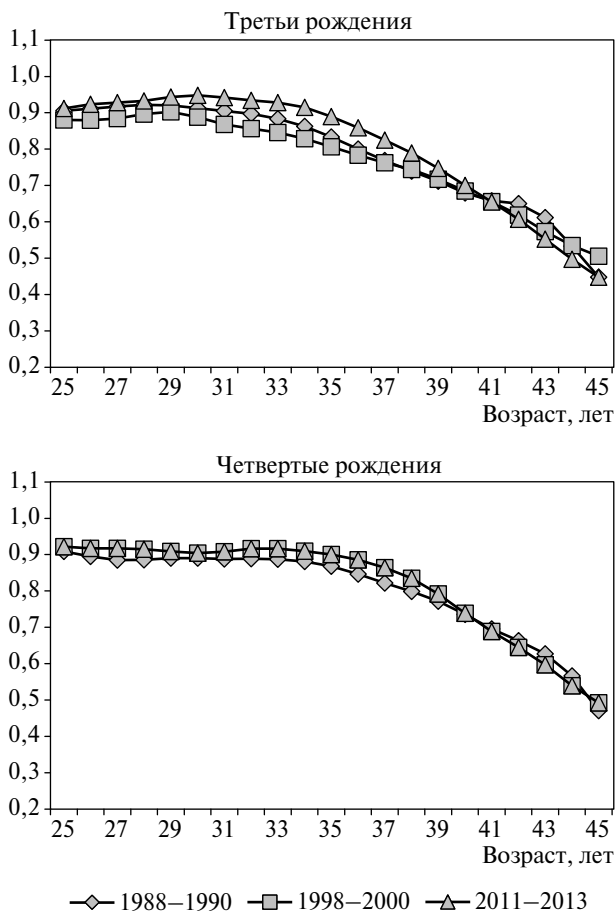 Третьи рождения
1,1
1,0
0,9
0,8
0,7
0,6
0,5
0,4
0,3
0,2
25 27 29 31 33 35 37 39 41 43 45
Возраст, лет
Четвертые рождения
1,1
1,0
0,9
0,8
0,7
0,6
0,5
0,4
0,3
0,2
25 27 29 31 33 35 37 39 41 43 45
Возраст, лет
1988–1990 1998–2000 2011–2013